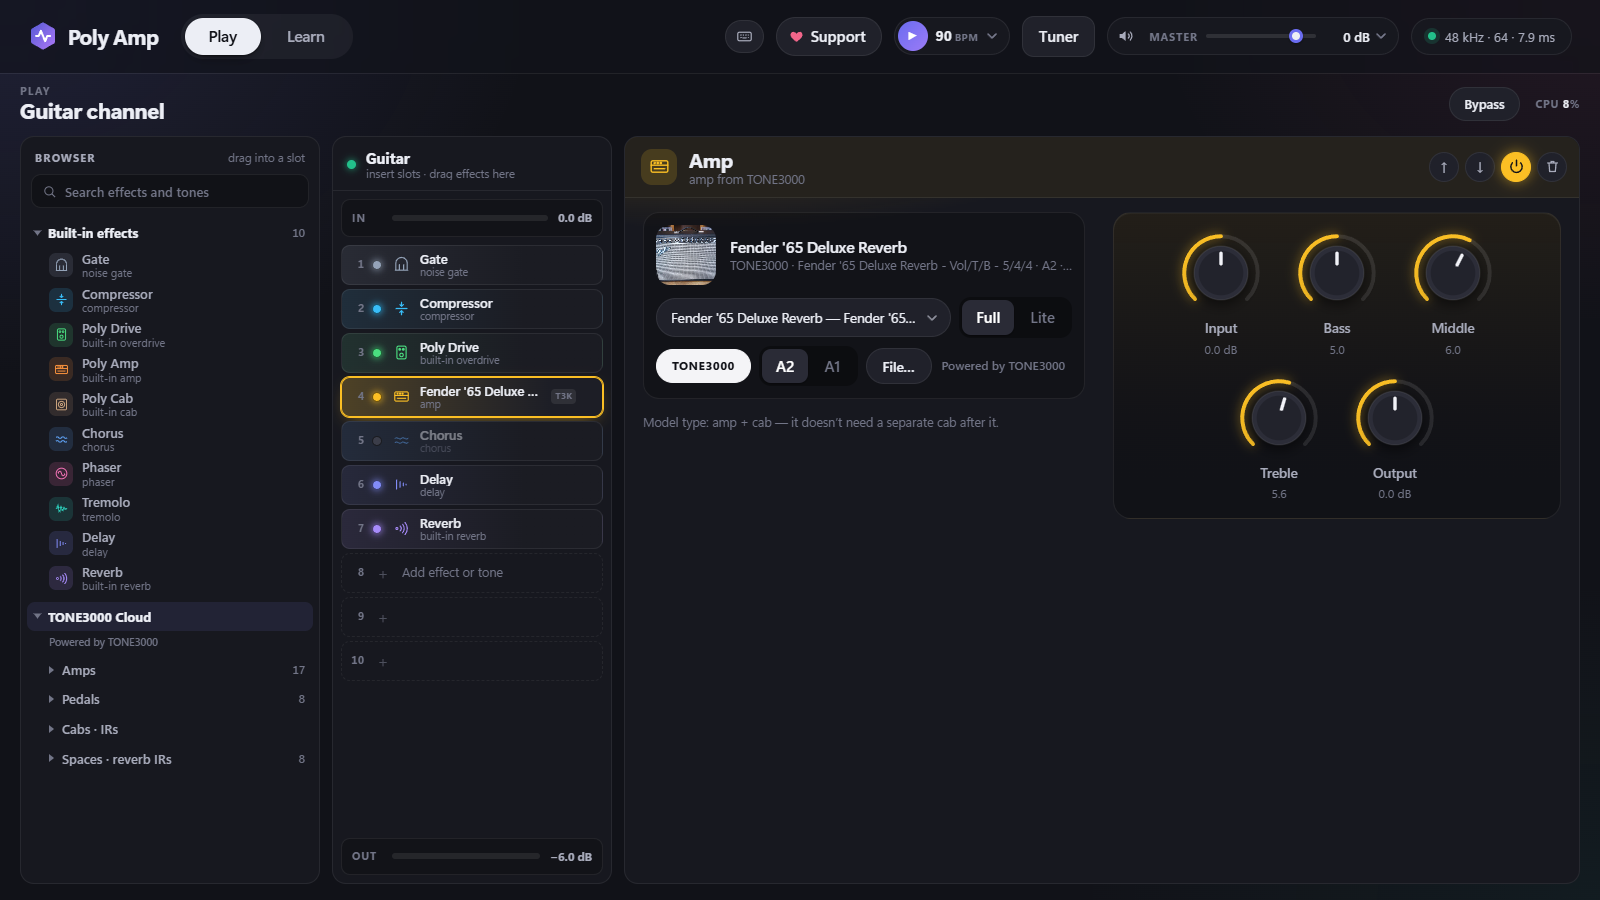 Poly Amp
Play
Learn
Support
90 BPM
Tuner
MASTER
0 dB
48 kHz · 64 · 7.9 ms
PLAY
Guitar channel
Bypass
CPU 8%
BROWSER
drag into a slot
Search effects and tones
Built-in effects
10
Gate
noise gate
Compressor
compressor
Poly Drive
built-in overdrive
Poly Amp
built-in amp
Poly Cab
built-in cab
Chorus
chorus
Phaser
phaser
Tremolo
tremolo
Delay
delay
Reverb
built-in reverb
TONE3000 Cloud
Powered by TONE3000
Amps
17
Pedals
8
Cabs · IRs
Spaces · reverb IRs
8
Guitar
insert slots · drag effects here
IN
0.0 dB
1
Gate
noise gate
2
Compressor
compressor
3
Poly Drive
built-in overdrive
4
Fender '65 Deluxe ...
amp
T3K
5
Chorus
chorus
6
Delay
delay
7
Reverb
built-in reverb
8 + Add effect or tone
9 +
10 +
OUT
−6.0 dB
Amp
amp from TONE3000
Fender '65 Deluxe Reverb
TONE3000 · Fender '65 Deluxe Reverb - Vol/T/B - 5/4/4 · A2 ·...
Fender '65 Deluxe Reverb — Fender '65...
Full
Lite
TONE3000
A2
A1
File...
Powered by TONE3000
Model type: amp + cab — it doesn't need a separate cab after it.
Input
0.0 dB
Bass
5.0
Middle
6.0
Treble
5.6
Output
0.0 dB